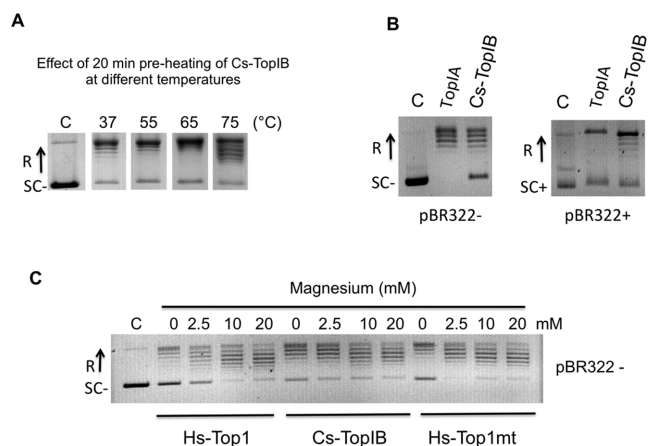 A
Effect of 20 min pre-heating of Cs-TopIB
at different temperatures
C 37 55 65 75 (°C)
R
SC-
B
C TopIA Cs-TopIB
R
SC-
pBR322-
C TopIA Cs-TopIB
R
SC+
pBR322+
C
Magnesium (mM)
C 0 2.5 10 20 0 2.5 10 20 0 2.5 10 20 mM
R
SC-
pBR322 -
Hs-Top1 Cs-TopIB Hs-Top1mt